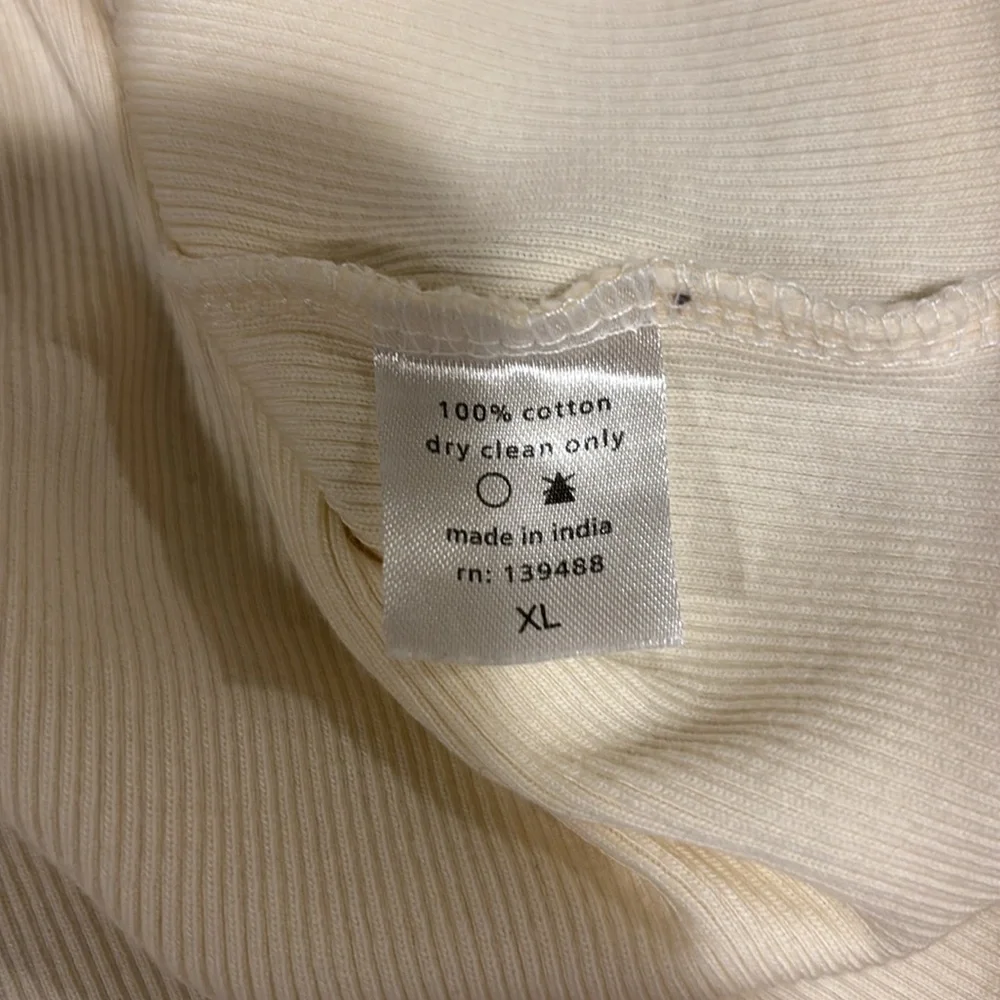 100% cotton
dry clean only
made in india
rn: 139488
XL